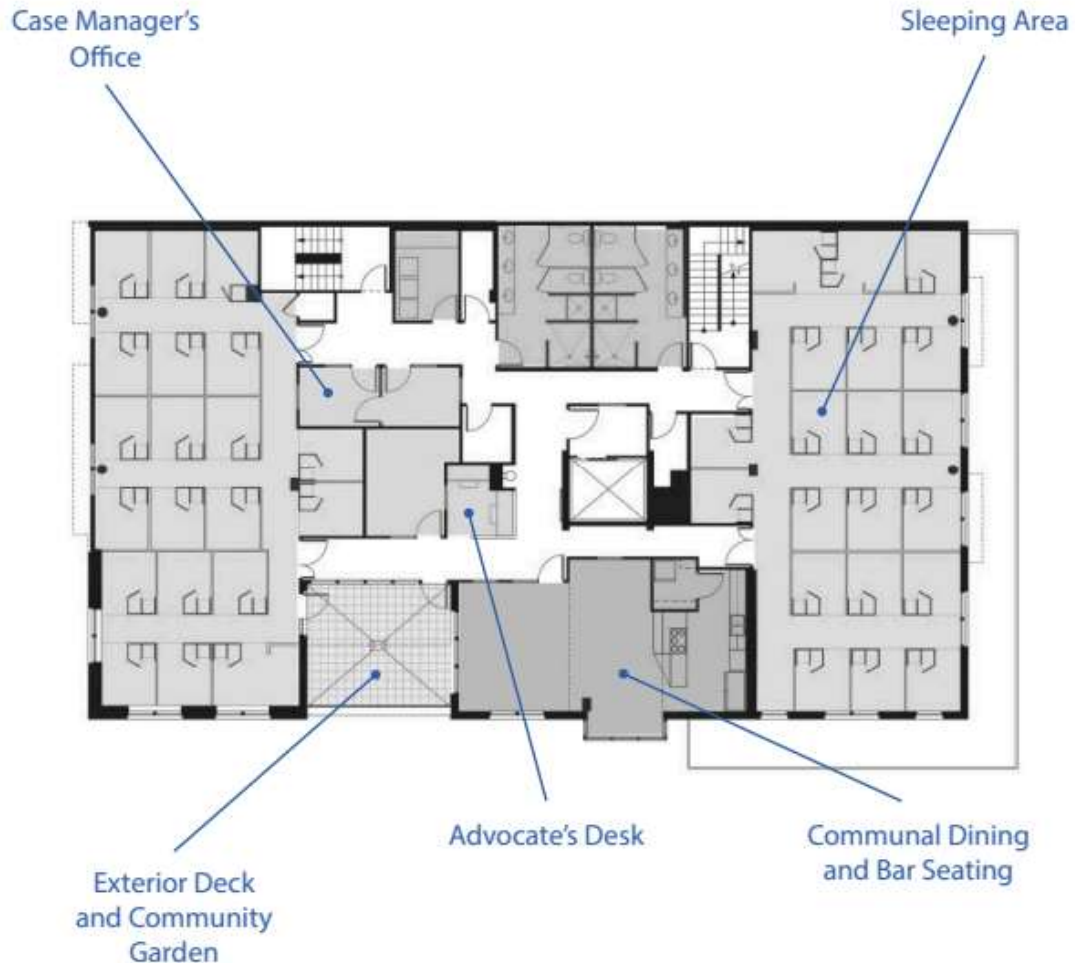 Case Manager's
Office
Sleeping Area
Advocate's Desk
Communal Dining
and Bar Seating
Exterior Deck
and Community
Garden